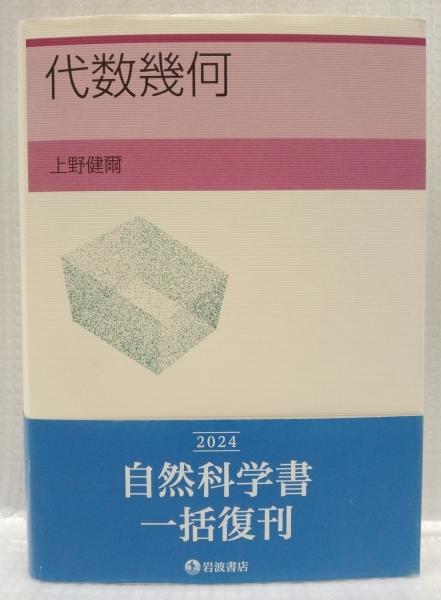 代数幾何
上野健爾
2024
自然科学書
一括復刊
岩波書店